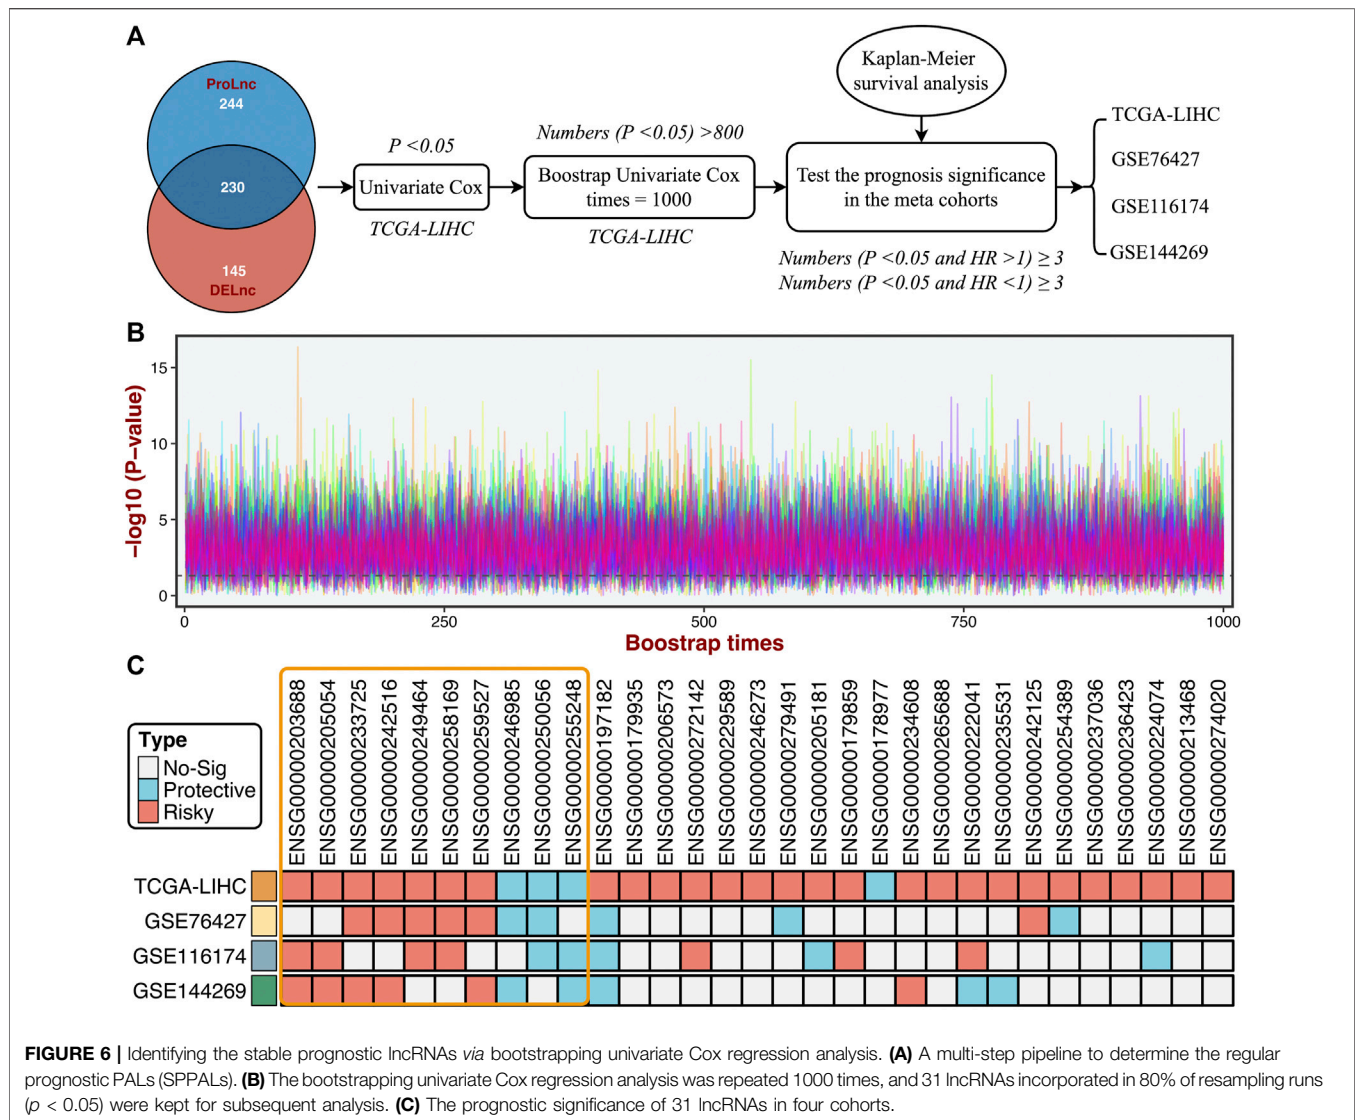 A
ProLnc
244
230
145
DELnc
P <0.05
Univariate Cox
TCGA-LIHC
Numbers (P <0.05) >800
Boostrap Univariate Cox
times = 1000
TCGA-LIHC
Kaplan-Meier
survival analysis
Test the prognosis significance
in the meta cohorts
Numbers (P <0.05 and HR >1) ≥ 3
Numbers (P <0.05 and HR <1) ≥ 3
TCGA-LIHC
GSE76427
GSE116174
GSE144269
B
−log10 (P−value)
15
10
5
0
0
250
500
750
1000
Boostrap times
C
Type
No-Sig
Protective
Risky
ENSG00000203688
ENSG00000205054
ENSG00000233725
ENSG00000242516
ENSG00000249464
ENSG00000258169
ENSG00000259527
ENSG00000246985
ENSG00000250056
ENSG00000255248
ENSG00000197182
ENSG00000179935
ENSG00000206573
ENSG00000272142
ENSG00000229589
ENSG00000246273
ENSG00000279491
ENSG00000205181
ENSG00000179859
ENSG00000178977
ENSG00000234608
ENSG00000265688
ENSG00000222041
ENSG00000235531
ENSG00000242125
ENSG00000254389
ENSG00000237036
ENSG00000236423
ENSG00000224074
ENSG00000213468
ENSG00000274020
TCGA-LIHC
GSE76427
GSE116174
GSE144269
FIGURE 6 | Identifying the stable prognostic lncRNAs via bootstrapping univariate Cox regression analysis. (A) A multi-step pipeline to determine the regular
prognostic PALs (SPPALs). (B) The bootstrapping univariate Cox regression analysis was repeated 1000 times, and 31 lncRNAs incorporated in 80% of resampling runs
(p < 0.05) were kept for subsequent analysis. (C) The prognostic significance of 31 lncRNAs in four cohorts.